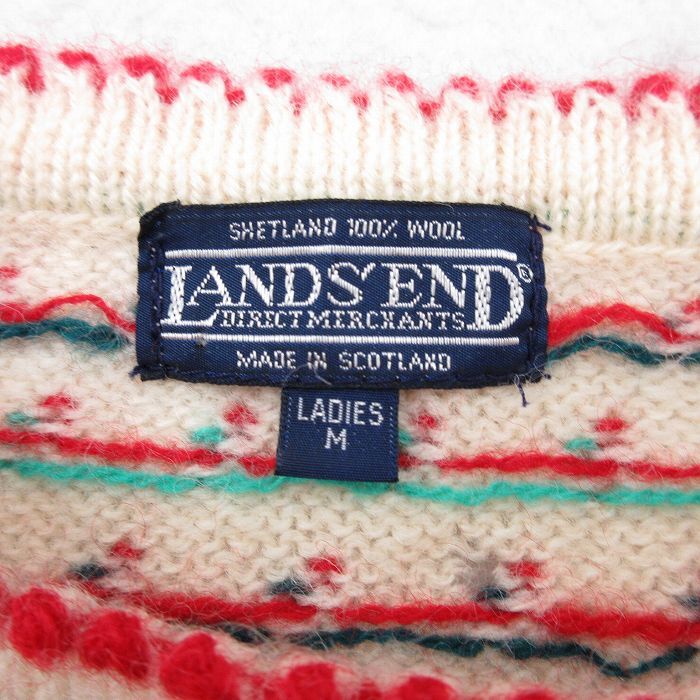 SHETLAND 100% WOOL
LANDS' END®
DIRECT MERCHANTS
MADE IN SCOTLAND
LADIES
M